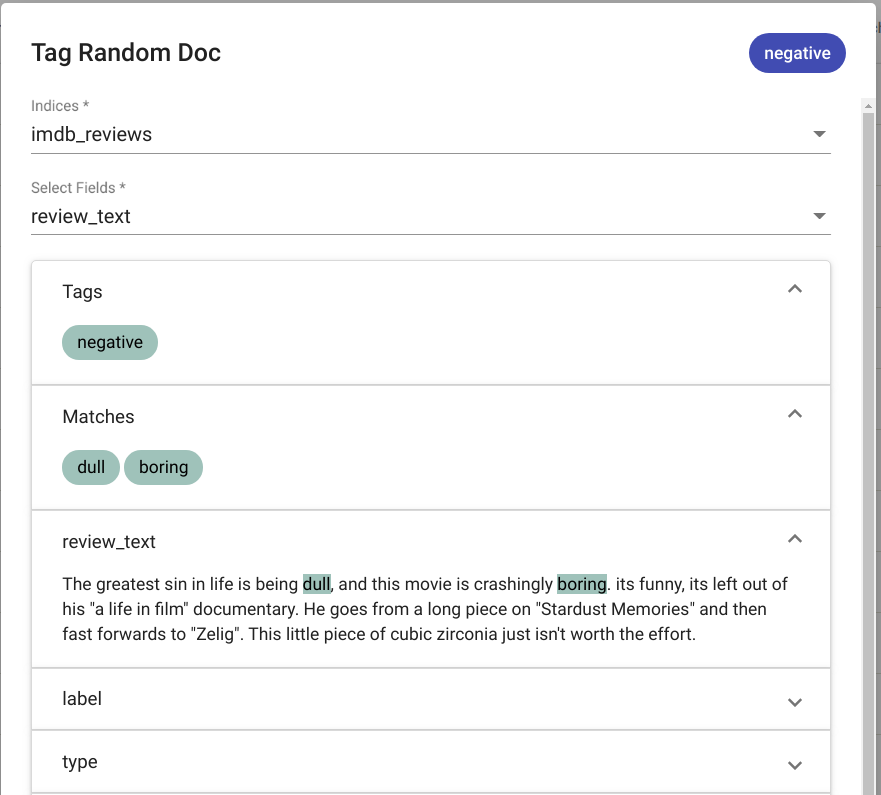 Tag Random Doc
negative
Indices *
imdb_reviews
Select Fields *
review_text
Tags
negative
Matches
dull boring
review_text
The greatest sin in life is being dull, and this movie is crashingly boring. its funny, its left out of
his "a life in film" documentary. He goes from a long piece on "Stardust Memories" and then
fast forwards to "Zelig". This little piece of cubic zirconia just isn't worth the effort.
label
type